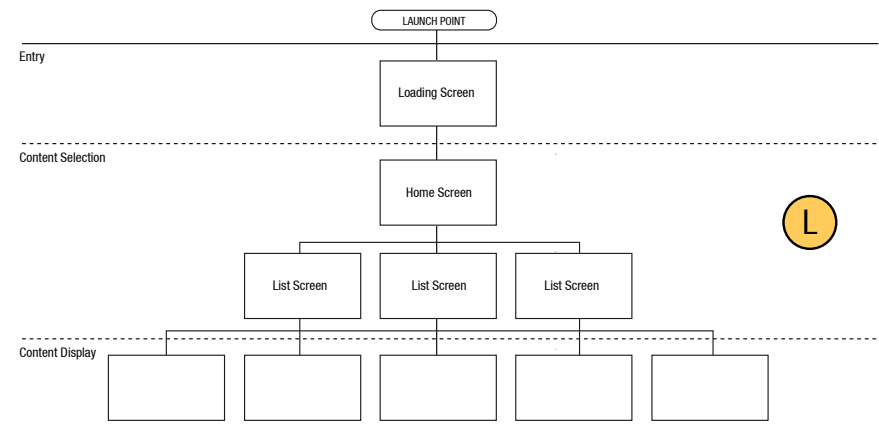 LAUNCH POINT
Entry
Loading Screen
Content Selection
Home Screen
L
List Screen
List Screen
List Screen
Content Display